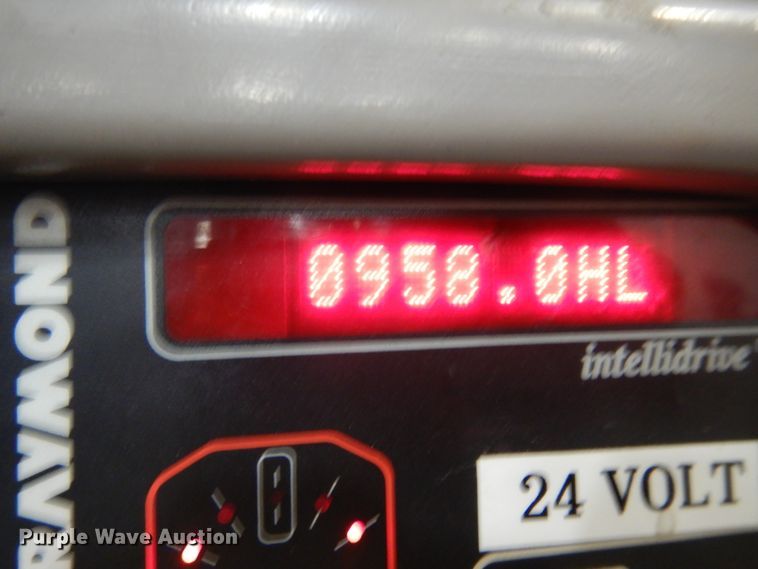 RAYMOND
0958.0HL
intellidrive
24 VOLT
Purple Wave Auction